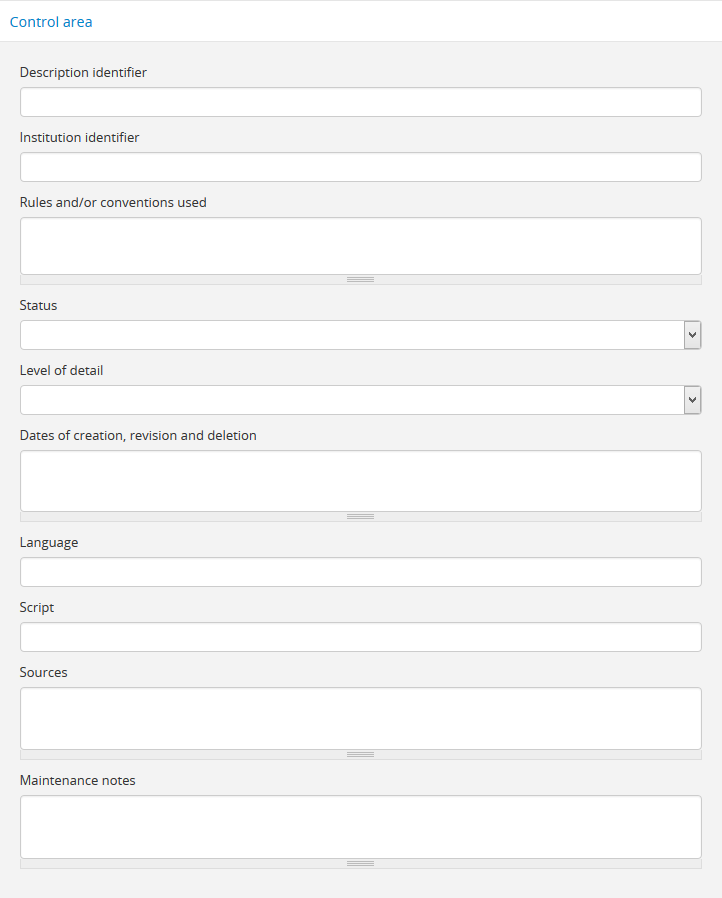 Control area
Description identifier
Institution identifier
Rules and/or conventions used
Status
Level of detail
Dates of creation, revision and deletion
Language
Script
Sources
Maintenance notes